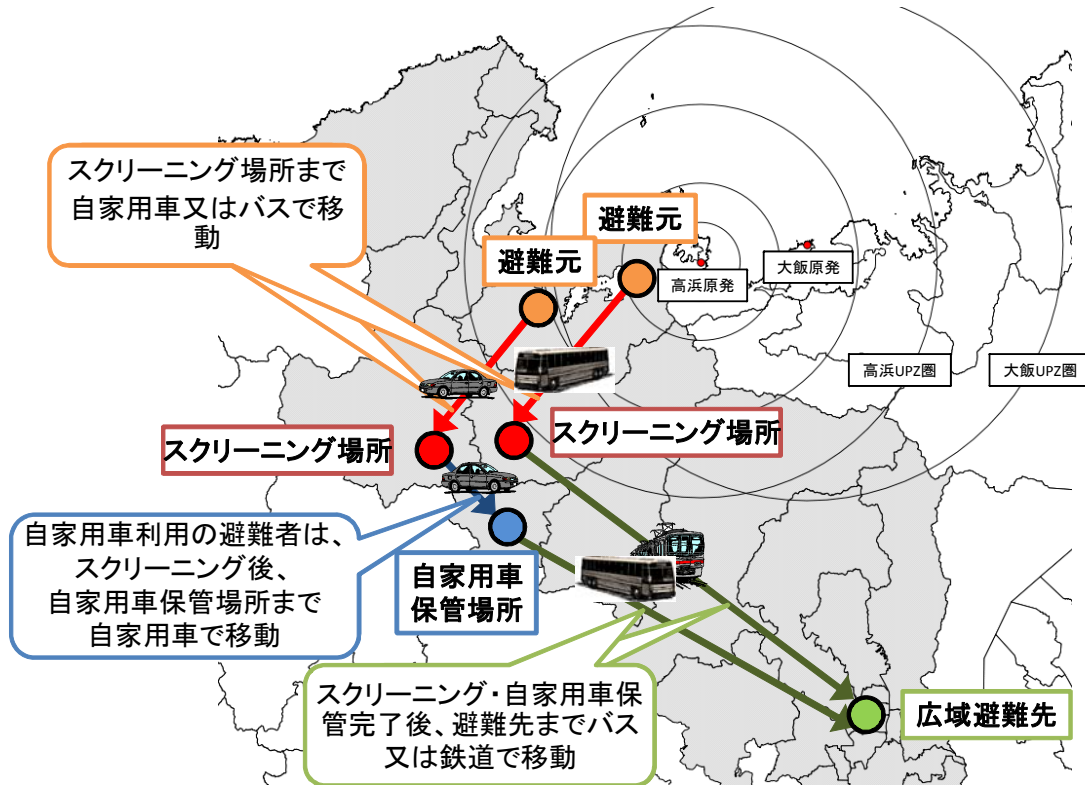 スクリーニング場所まで
自家用車又はバスで移
動
避難元
避難元
大飯原発
高浜原発
高浜UPZ圏
大飯UPZ圏
スクリーニング場所
スクリーニング場所
自家用車利用の避難者は、
スクリーニング後、
自家用車保管場所まで
自家用車で移動
自家用車
保管場所
スクリーニング・自家用車保
管完了後、避難先までバス
又は鉄道で移動
広域避難先